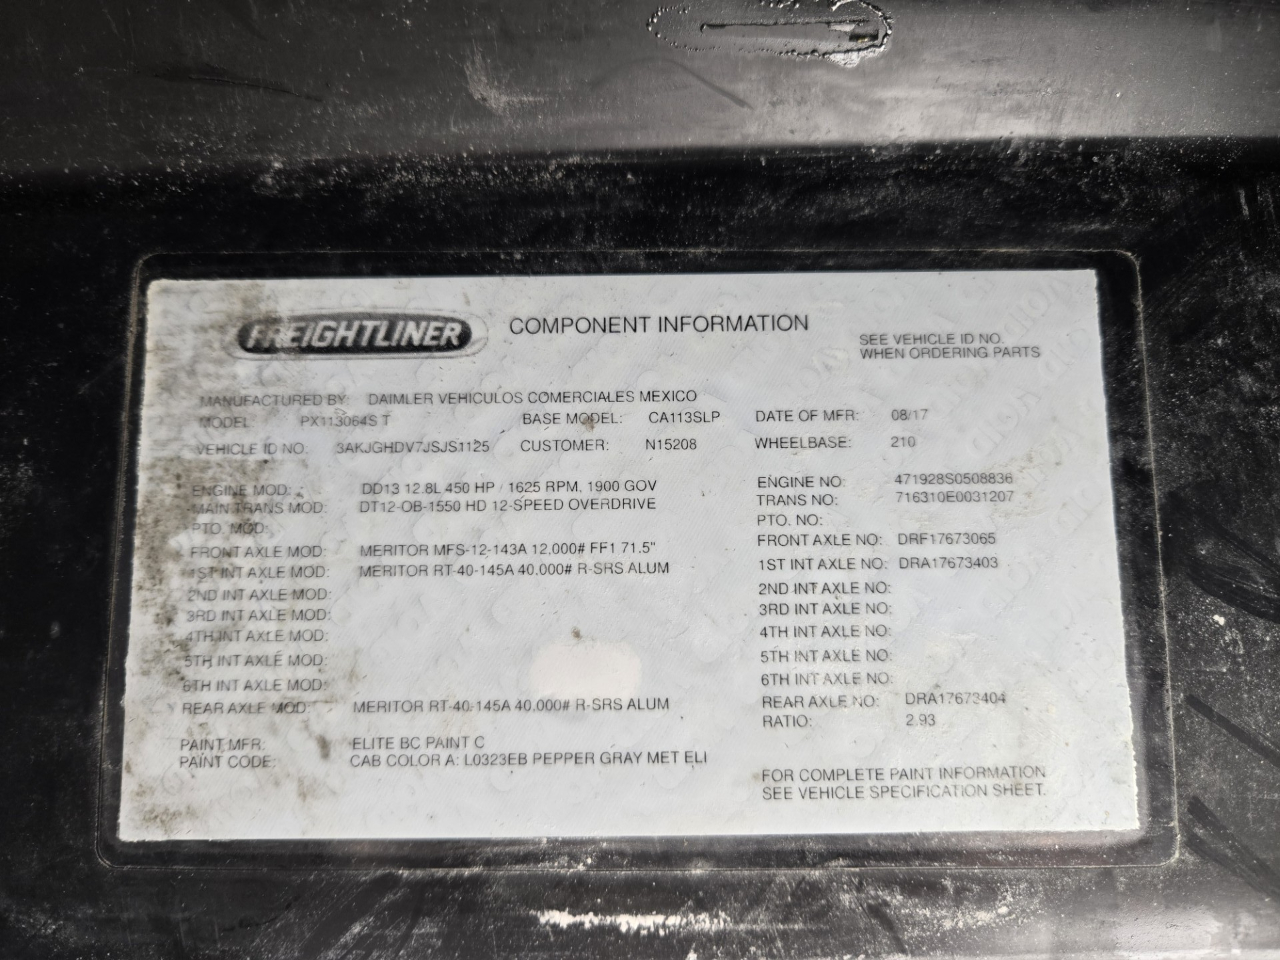 FREIGHTLINER COMPONENT INFORMATION
SEE VEHICLE ID NO.
WHEN ORDERING PARTS
MANUFACTURED BY: DAIMLER VEHICULOS COMERCIALES MEXICO
MODEL PX113064S T BASE MODEL: CA113SLP DATE OF MFR: 08/17
VEHICLE ID NO. 3AKJGHDV7JSJS1125 CUSTOMER: N15208 WHEELBASE: 210
ENGINE MOD: DD13 12.8L 450 HP / 1625 RPM, 1900 GOV ENGINE NO: 471928S0508836
MAIN TRANS MOD: DT12-OB-1550 HD 12-SPEED OVERDRIVE TRANS NO: 716310E0031207
PTO. MOD: PTO. NO:
FRONT AXLE MOD: MERITOR MFS-12-143A 12,000# FF1 71.5" FRONT AXLE NO: DRF17673065
1ST INT AXLE MOD: MERITOR RT-40-145A 40.000# R-SRS ALUM 1ST INT AXLE NO: DRA17673403
2ND INT AXLE MOD: 2ND INT AXLE NO:
3RD INT AXLE MOD: 3RD INT AXLE NO:
4TH INT AXLE MOD: 4TH INT AXLE NO:
5TH INT AXLE MOD: 5TH INT AXLE NO:
6TH INT AXLE MOD: 6TH INT AXLE NO:
REAR AXLE MOD: MERITOR RT-40-145A 40.000# R-SRS ALUM REAR AXLE NO: DRA17673404
RATIO: 2.93
PAINT MFR: ELITE BC PAINT C
PAINT CODE: CAB COLOR A: L0323EB PEPPER GRAY MET ELI
FOR COMPLETE PAINT INFORMATION
SEE VEHICLE SPECIFICATION SHEET.